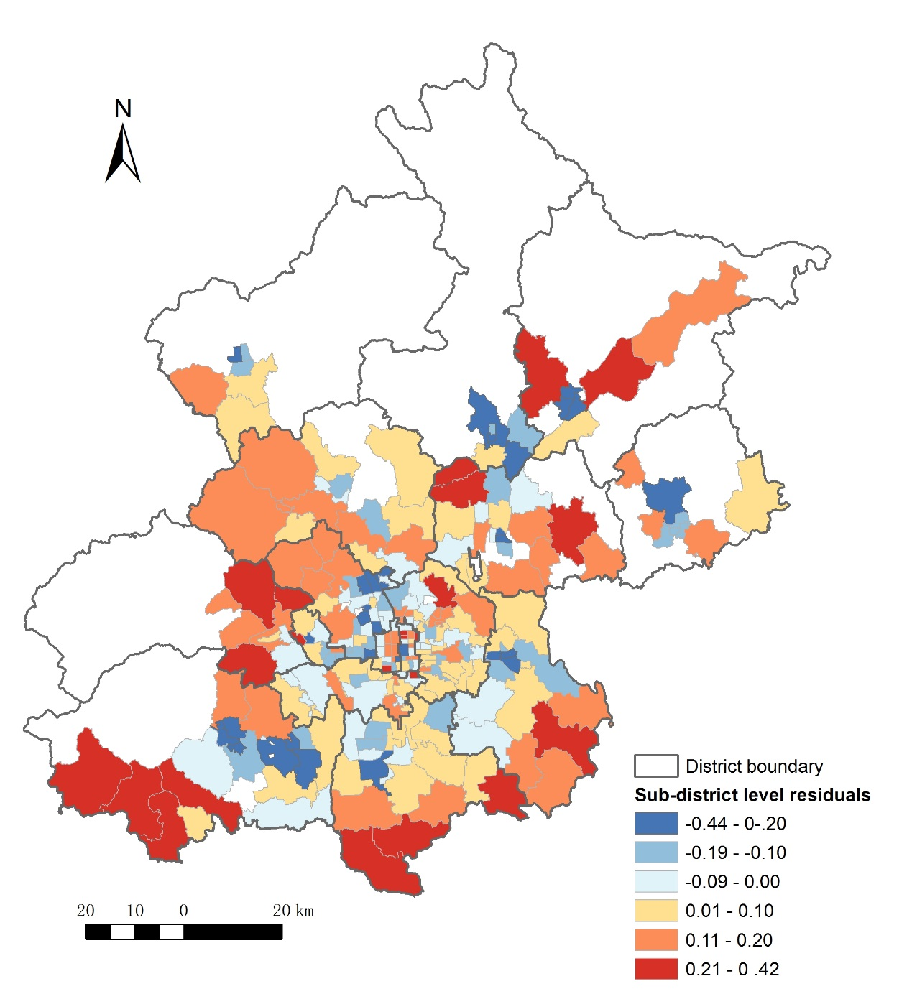 N
District boundary
Sub-district level residuals
-0.44 - 0-.20
-0.19 - -0.10
-0.09 - 0.00
0.01 - 0.10
0.11 - 0.20
0.21 - 0 .42
20 10 0 20 km